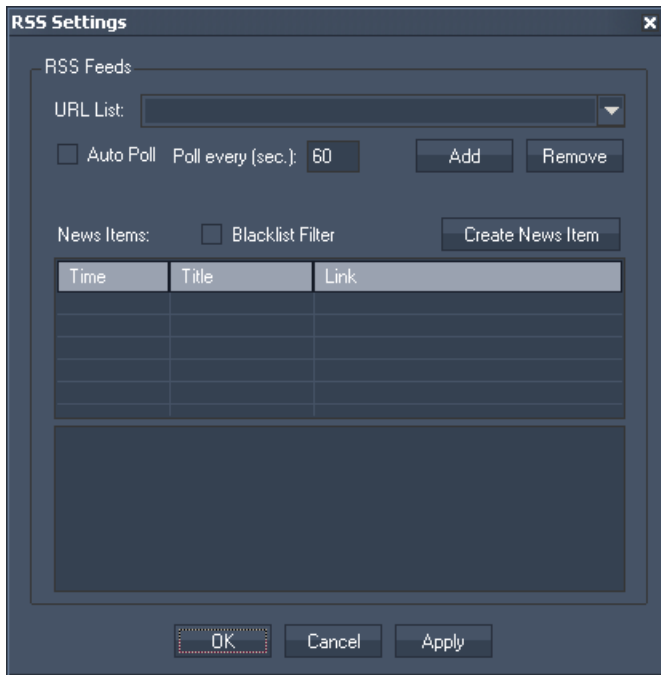 RSS Settings
RSS Feeds
URL List:
Auto Poll Poll every (sec.): 60 Add Remove
News Items: Blacklist Filter Create News Item
Time Title Link
OK Cancel Apply